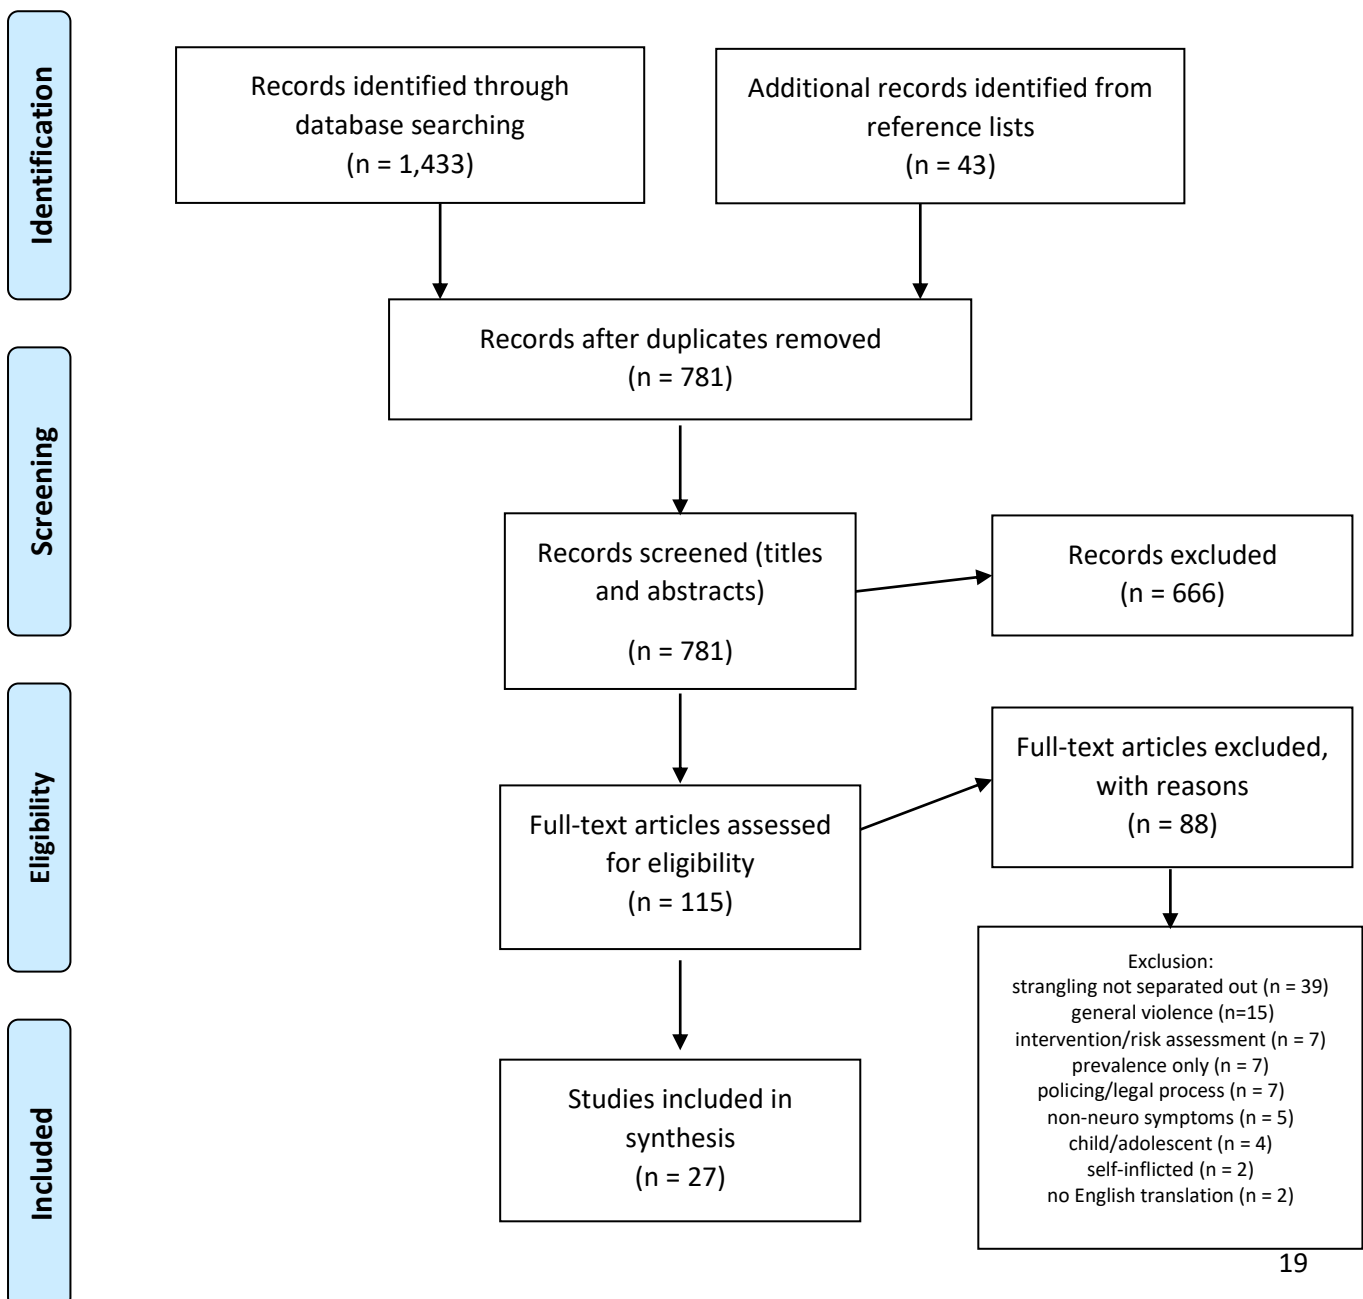 Identification
Records identified through
database searching
(n = 1,433)
Additional records identified from
reference lists
(n = 43)
Records after duplicates removed
(n = 781)
Screening
Records screened (titles
and abstracts)
(n = 781)
Records excluded
(n = 666)
Eligibility
Full-text articles assessed
for eligibility
(n = 115)
Full-text articles excluded,
with reasons
(n = 88)
Exclusion:
strangling not separated out (n = 39)
general violence (n=15)
intervention/risk assessment (n = 7)
prevalence only (n = 7)
policing/legal process (n = 7)
non-neuro symptoms (n = 5)
child/adolescent (n = 4)
self-inflicted (n = 2)
no English translation (n = 2)
Included
Studies included in
synthesis
(n = 27)
19